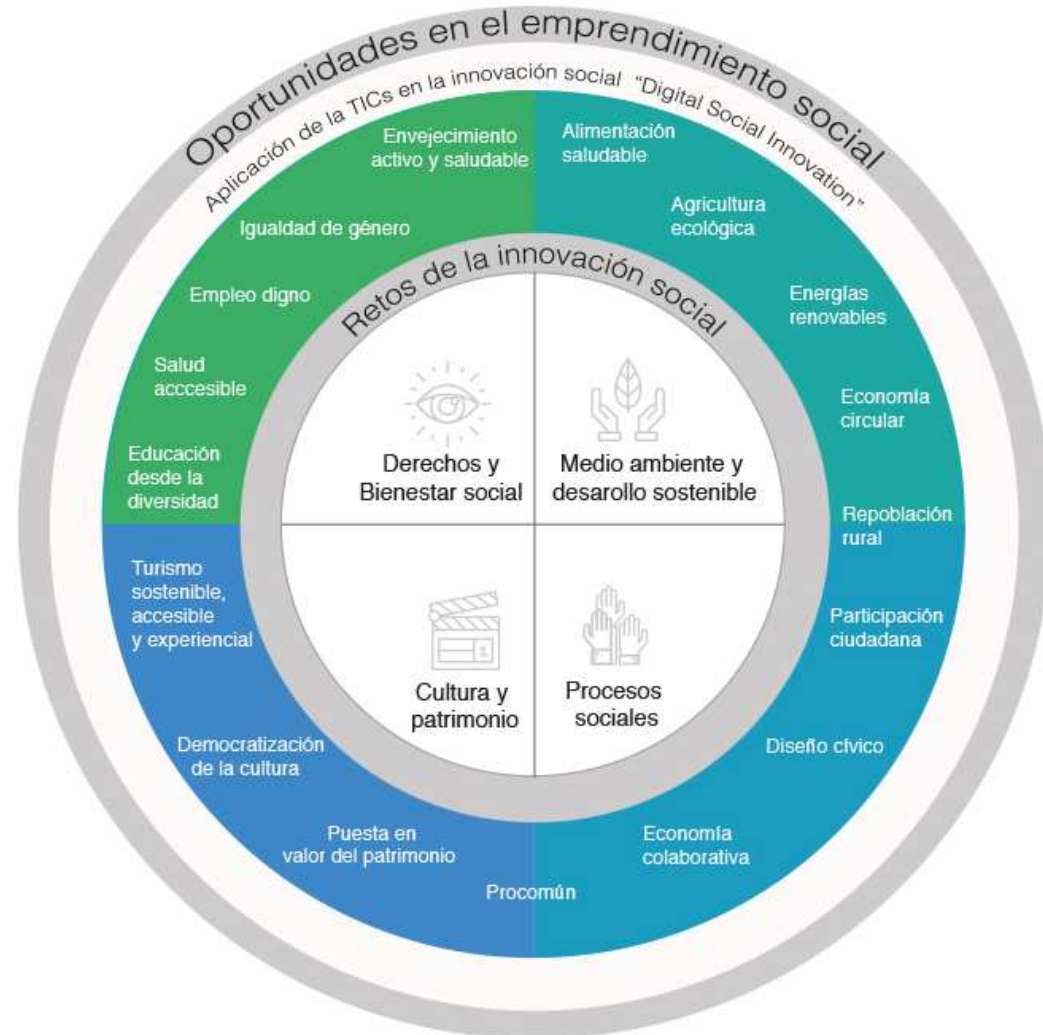 Oportunidades en el emprendimiento social
Aplicación de la TICs en la innovación social “Digital Social Innovation”
Envejecimiento
activo y saludable
Igualdad de género
Empleo digno
Salud
acccesible
Educación
desde la
diversidad
Alimentación
saludable
Agricultura
ecológica
Energías
renovables
Economía
circular
Repoblación
rural
Participación
ciudadana
Diseño cívico
Economía
colaborativa
Procomún
Puesta en
valor del patrimonio
Democratización
de la cultura
Turismo
sostenible,
accesible
y experiencial
Retos de la innovación social
Derechos y
Bienestar social
Medio ambiente y
desarollo sostenible
Cultura y
patrimonio
Procesos
sociales